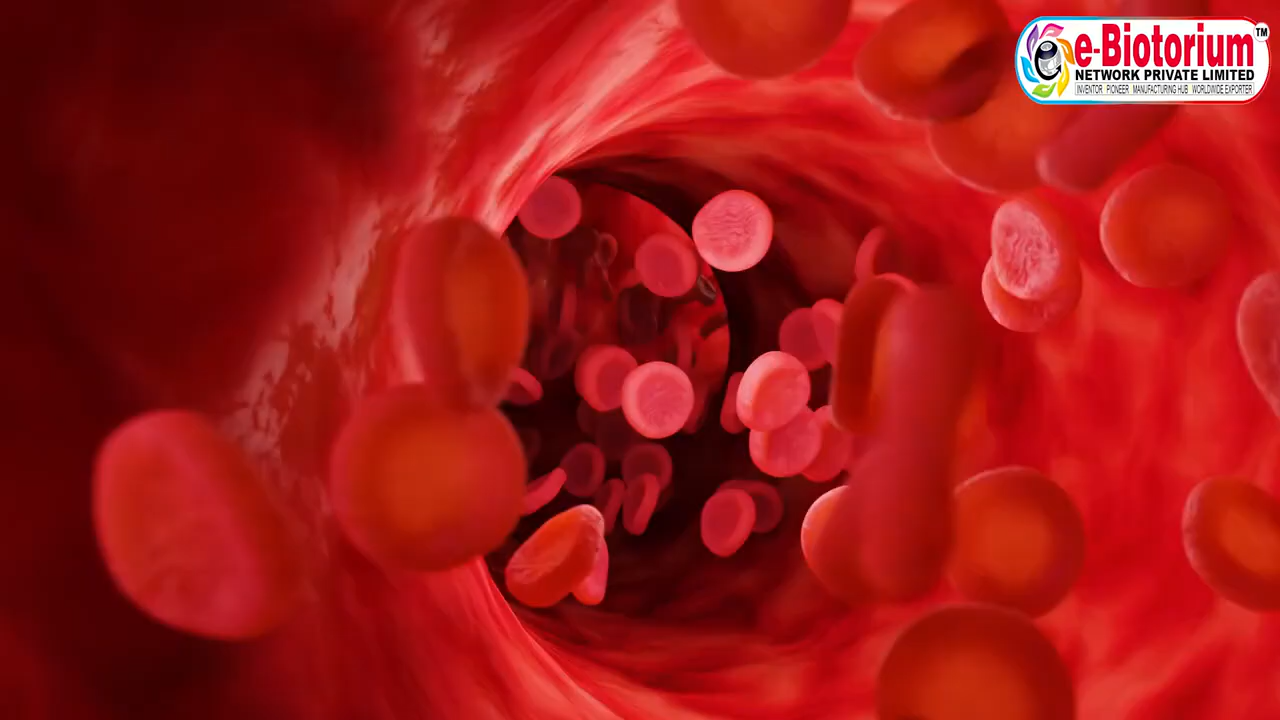 e-Biotorium™
NETWORK PRIVATE LIMITED
INVENTOR PIONEER MANUFACTURING HUB WORLDWIDE EXPORTER